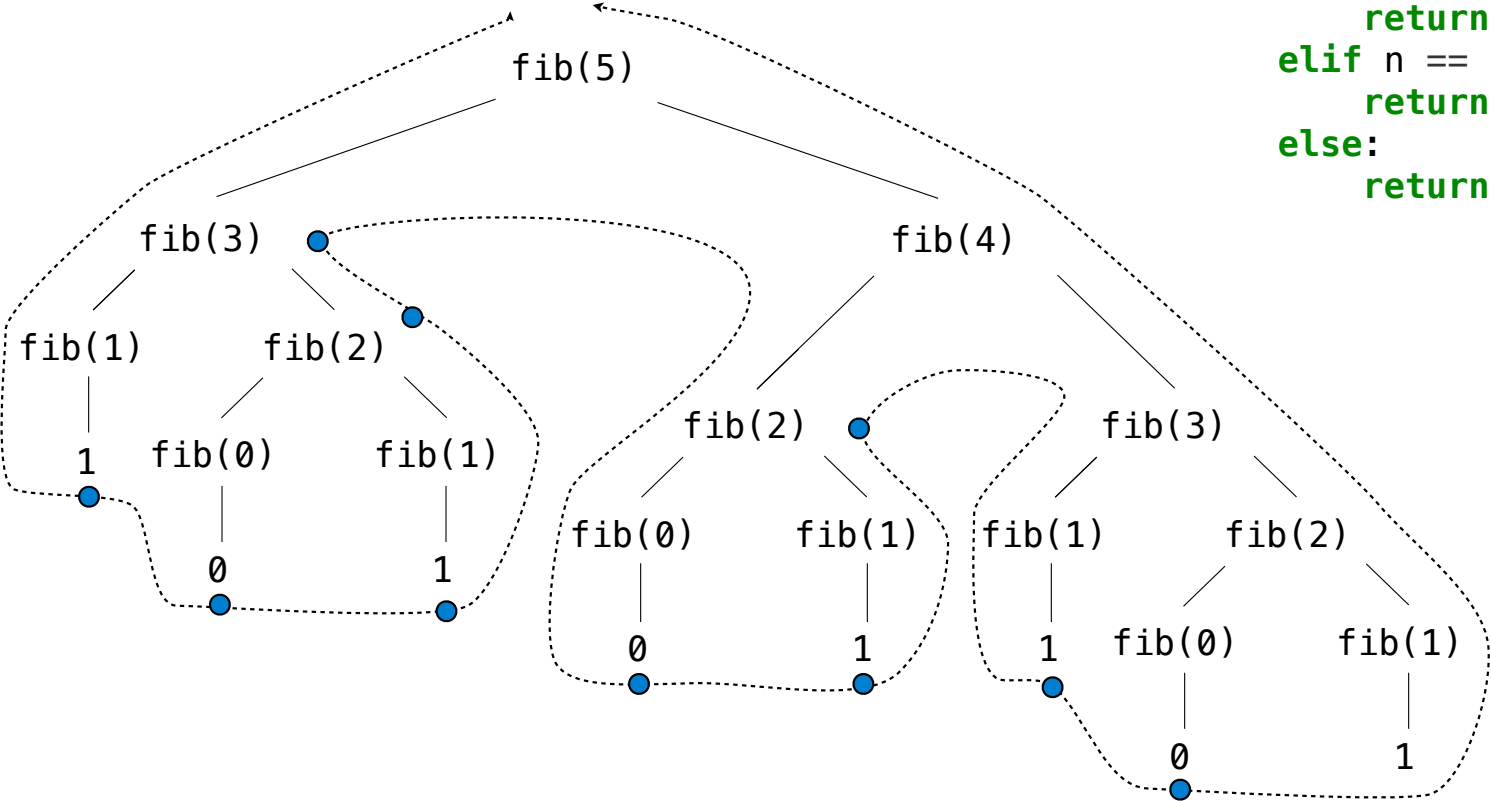 return
elif n ==
return
else:
return
fib(5)
fib(3) fib(4)
fib(1) fib(2)
fib(2) fib(3)
1 fib(0) fib(1)
fib(0) fib(1) fib(1) fib(2)
0 1
0 1 1 fib(0) fib(1)
0 1